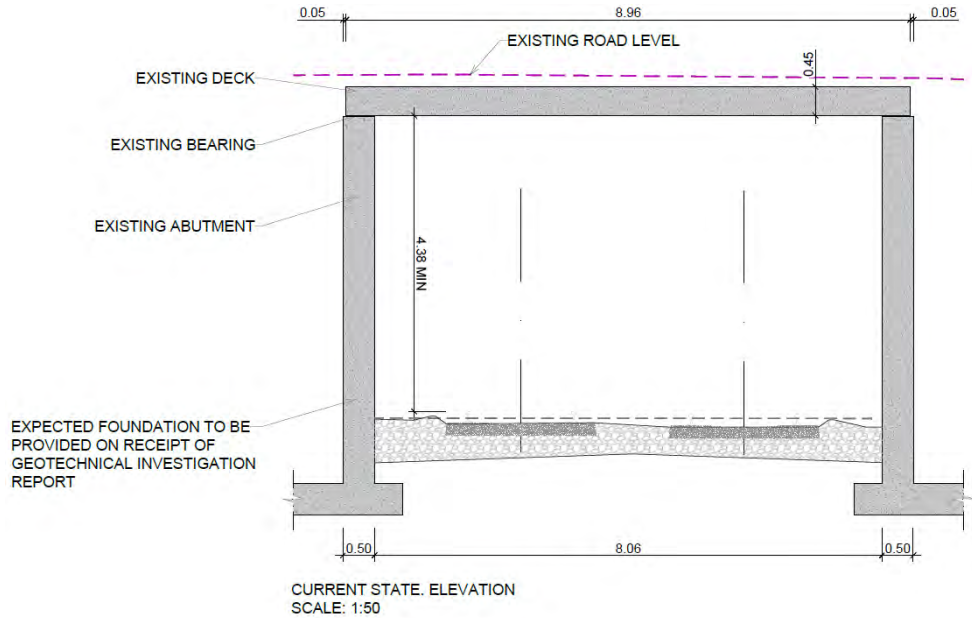 0.05
8.96
0.05
EXISTING ROAD LEVEL
EXISTING DECK
0.45
EXISTING BEARING
EXISTING ABUTMENT
4.38 MIN
EXPECTED FOUNDATION TO BE
PROVIDED ON RECEIPT OF
GEOTECHNICAL INVESTIGATION
REPORT
0.50
8.06
0.50
CURRENT STATE. ELEVATION
SCALE: 1:50